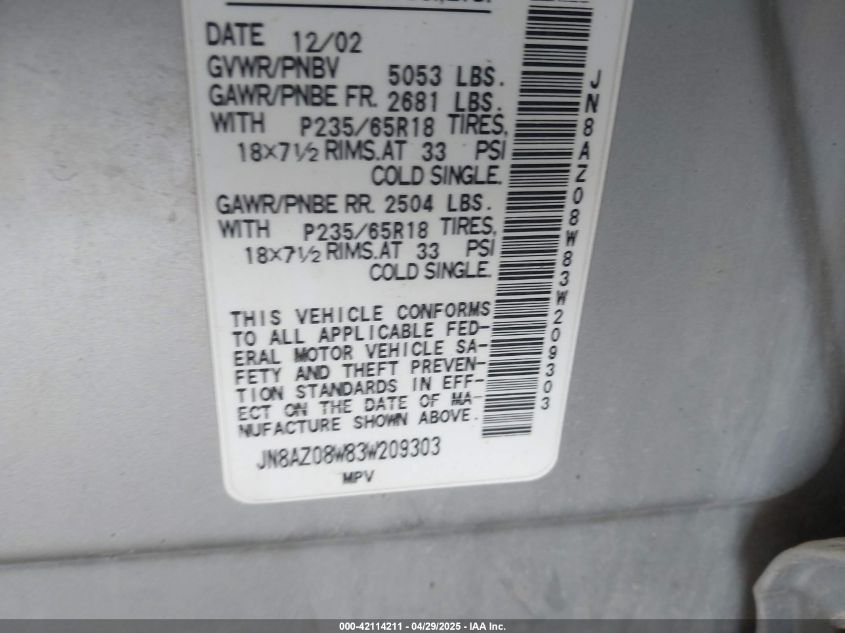 DATE 12/02
GVWR/PNBV 5053 LBS.
GAWR/PNBE FR. 2681 LBS.
WITH P235/65R18 TIRES,
18×7½ RIMS.AT 33 PSI
COLD SINGLE.
GAWR/PNBE RR. 2504 LBS.
WITH P235/65R18 TIRES,
18×7½ RIMS.AT 33 PSI
COLD SINGLE.
THIS VEHICLE CONFORMS
TO ALL APPLICABLE FED-
ERAL MOTOR VEHICLE SA-
FETY AND THEFT PREVEN-
TION STANDARDS IN EFF-
ECT ON THE DATE OF MA-
NUFACTURE SHOWN ABOVE.
JN8AZ08W83W209303
MPV
JN8AZ08W83W209303
000-42114211 - 04/29/2025 - IAA Inc.